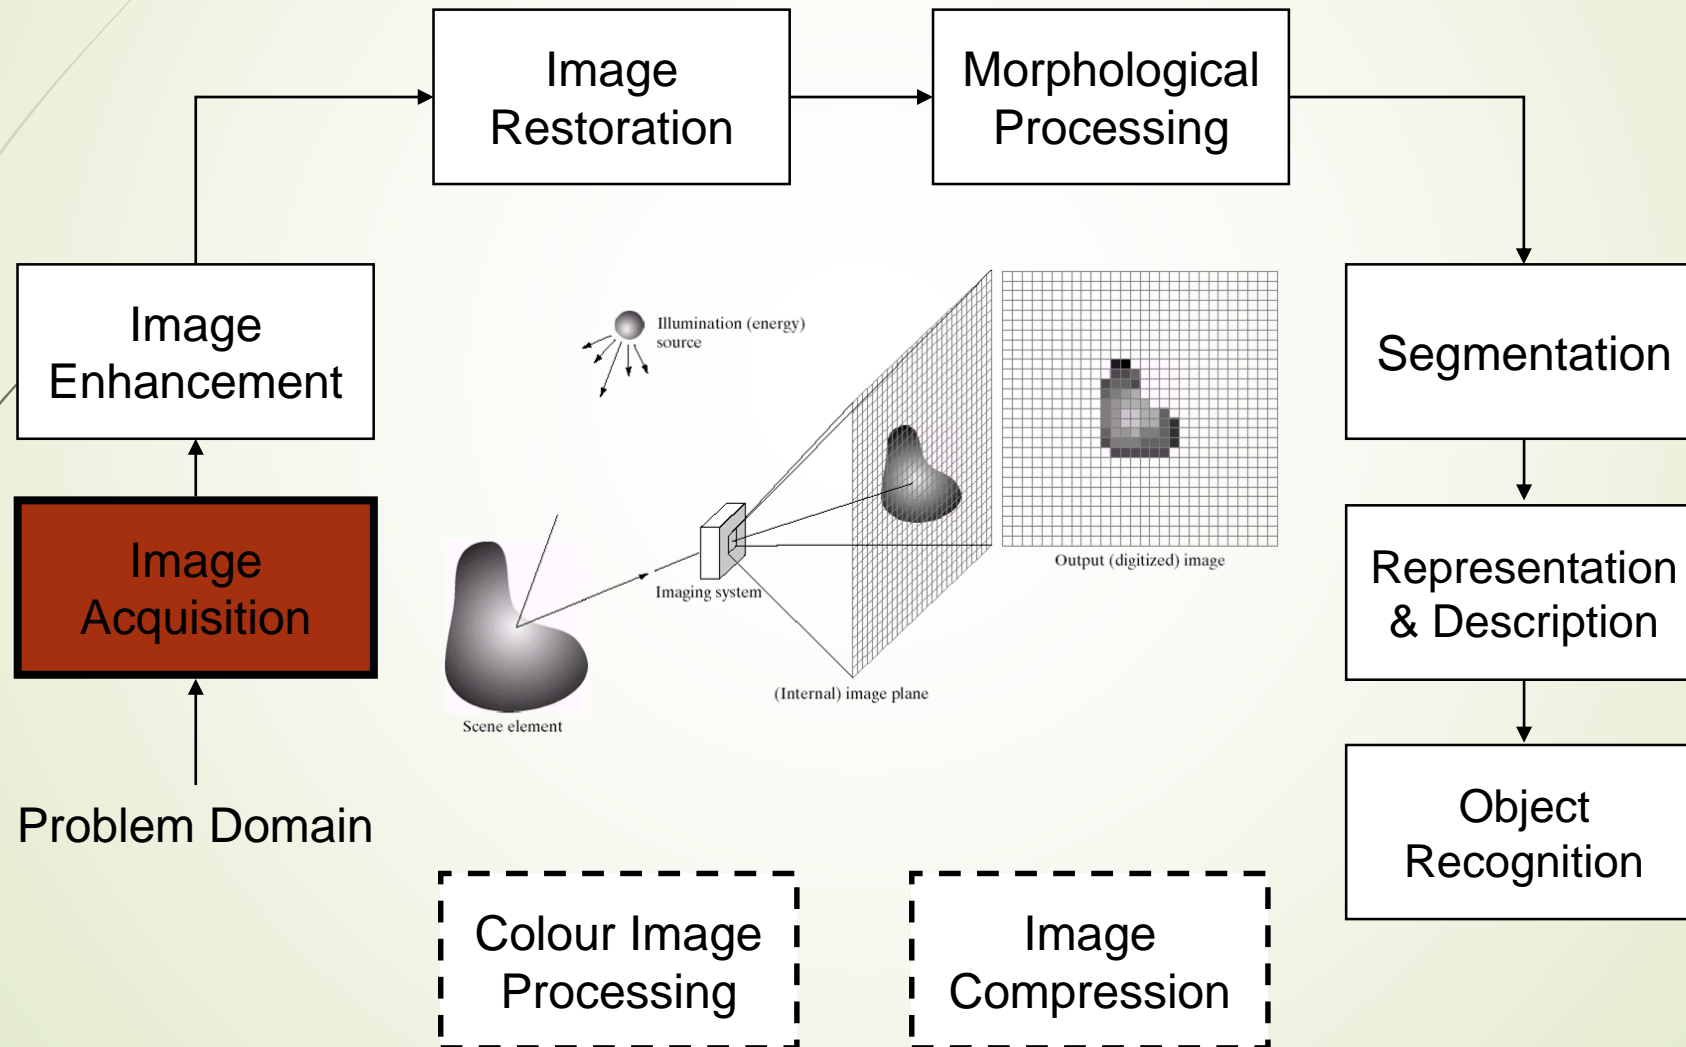 Image
Restoration
Morphological
Processing
Image
Enhancement
Illumination (energy)
source
Segmentation
Image
Acquisition
Imaging system
Output (digitized) image
Representation
& Description
(Internal) image plane
Scene element
Problem Domain
Object
Recognition
Colour Image
Processing
Image
Compression